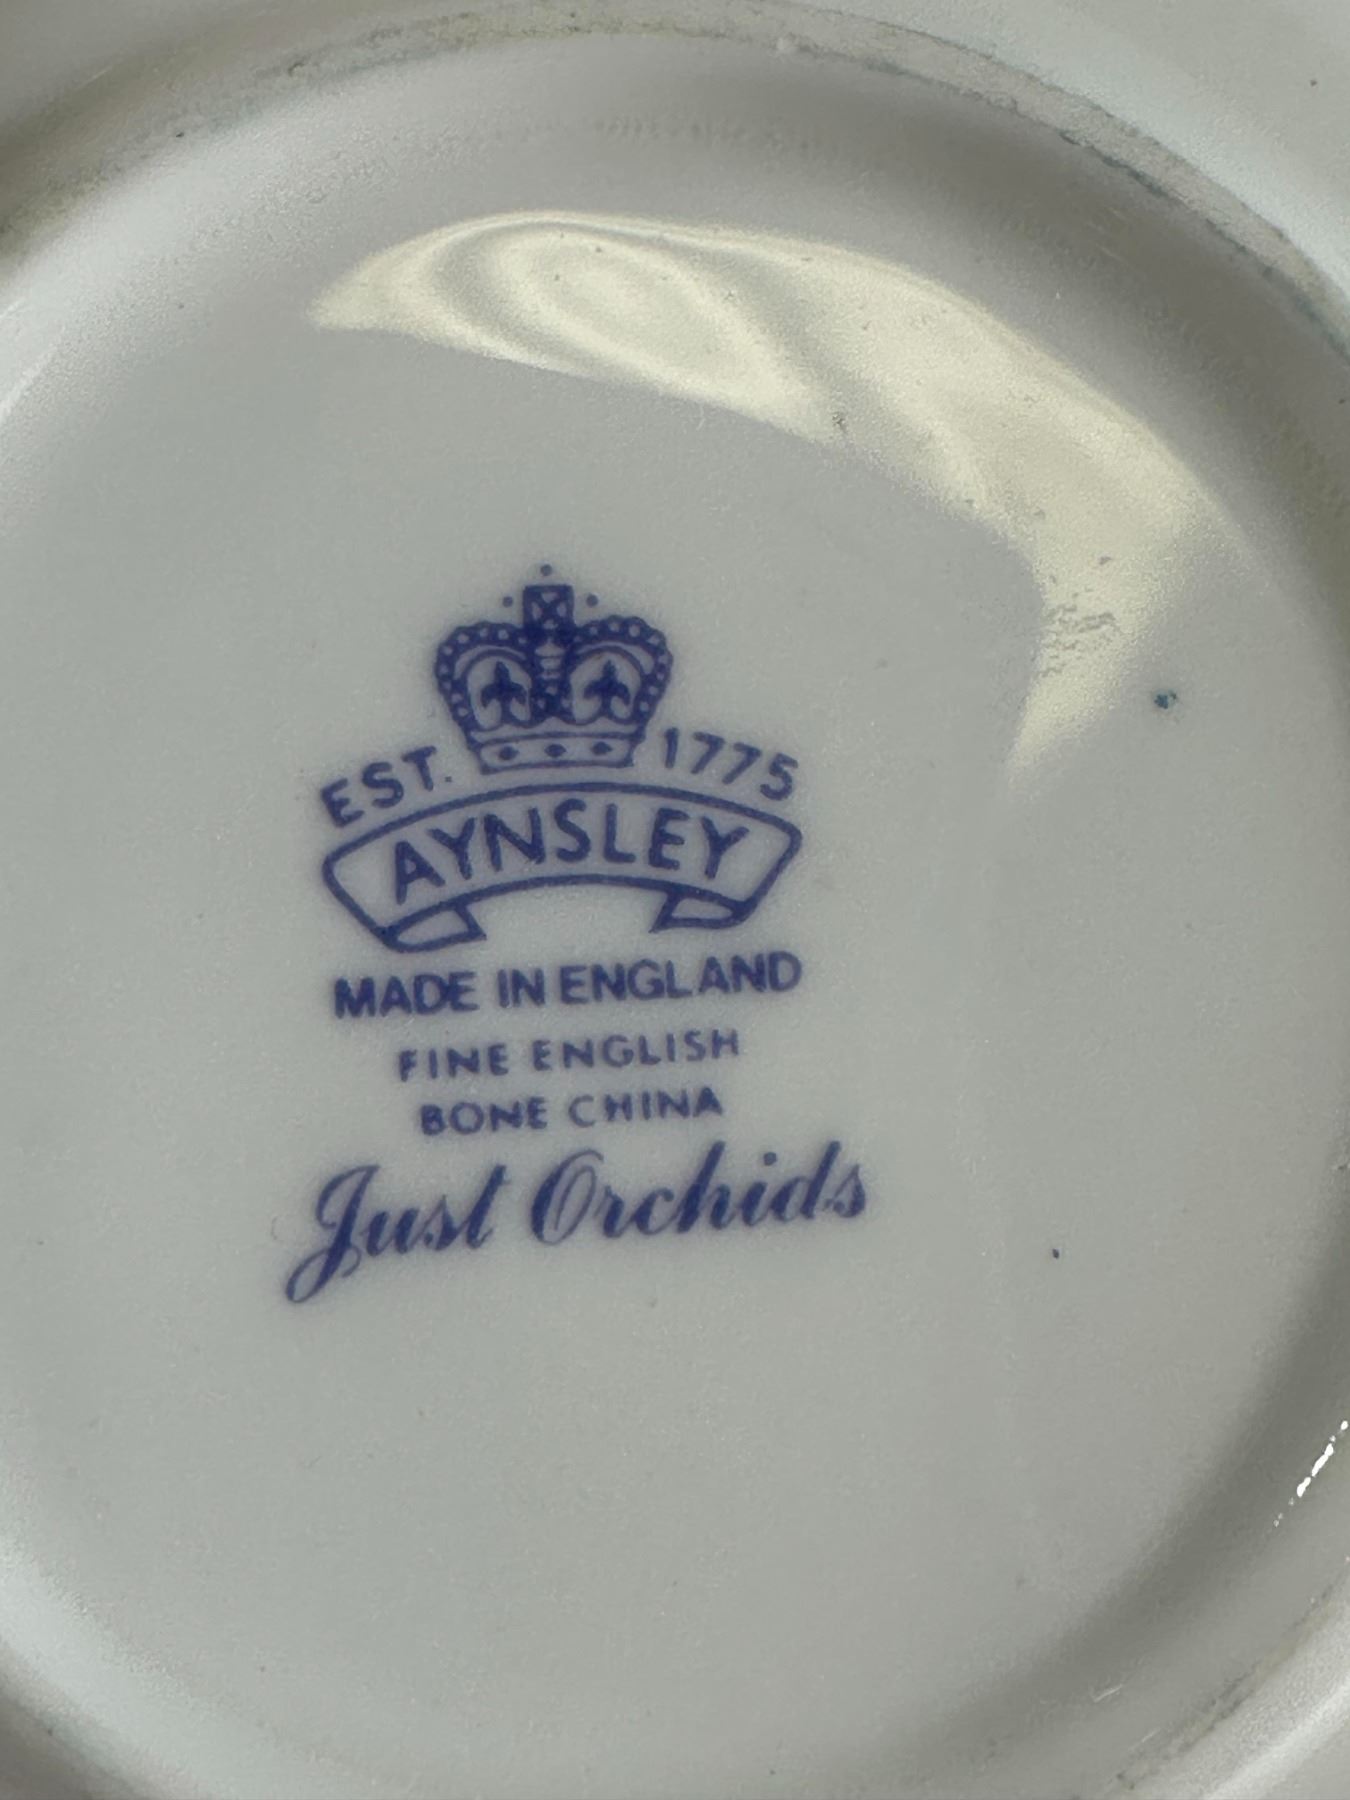 EST. 1775
AYNSLEY
MADE IN ENGLAND
FINE ENGLISH
BONE CHINA
Just Orchids